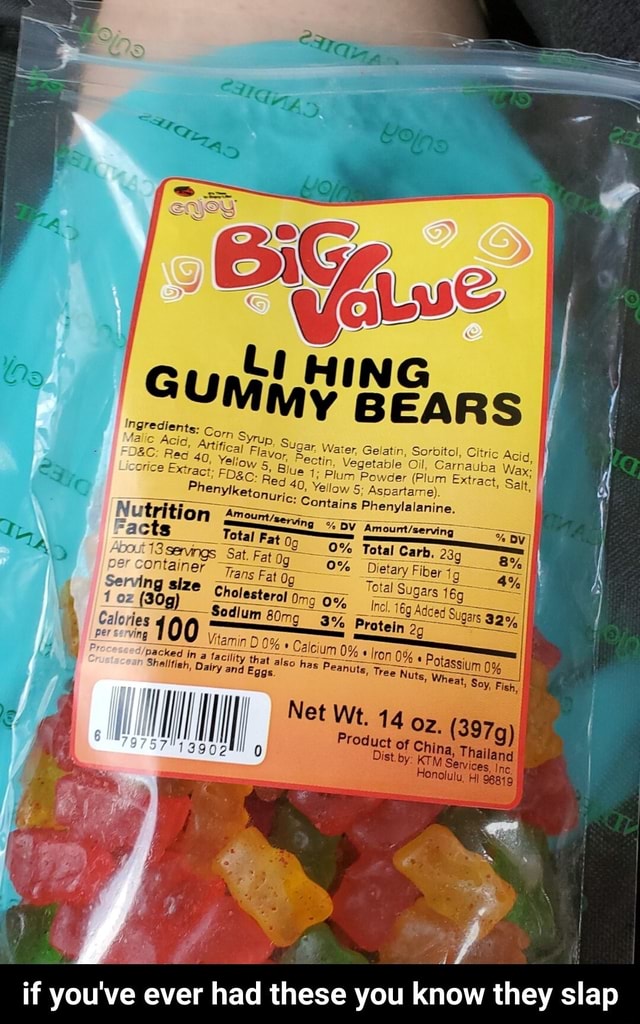 enjoy
CANDIES
CANDIES
enjoy
CANDIES
enjoy
enjoy
BiG
VaLue
LI HING
GUMMY BEARS
Ingredients: Corn Syrup, Sugar, Water, Gelatin, Sorbitol, Citric Acid,
Malic Acid, Artifical Flavor, Pectin, Vegetable Oil, Carnauba Wax;
FD&C: Red 40, Yellow 5, Blue 1; Plum Powder (Plum Extract, Salt,
Licorice Extract; FD&C: Red 40, Yellow 5; Aspartame).
Phenylketonuric: Contains Phenylalanine.
Nutrition
Facts
About 13 servings
per container
Serving size
1 oz (30g)
Calories
per serving 100
Amount/serving % DV
Total Fat 0g 0%
Sat. Fat 0g 0%
Trans Fat 0g
Cholesterol 0mg 0%
Sodium 80mg 3%
Amount/serving % DV
Total Carb. 23g 8%
Dietary Fiber 1g 4%
Total Sugars 16g
Incl. 16g Added Sugars 32%
Protein 2g
Vitamin D 0% • Calcium 0% • Iron 0% • Potassium 0%
Processed/packed in a facility that also has Peanuts, Tree Nuts, Wheat, Soy, Fish,
Crustacean Shellfish, Dairy and Eggs.
6 79757 13902 0
Net Wt. 14 oz. (397g)
Product of China, Thailand
Dist.by: KTM Services, Inc.
Honolulu, HI 96819
if you've ever had these you know they slap